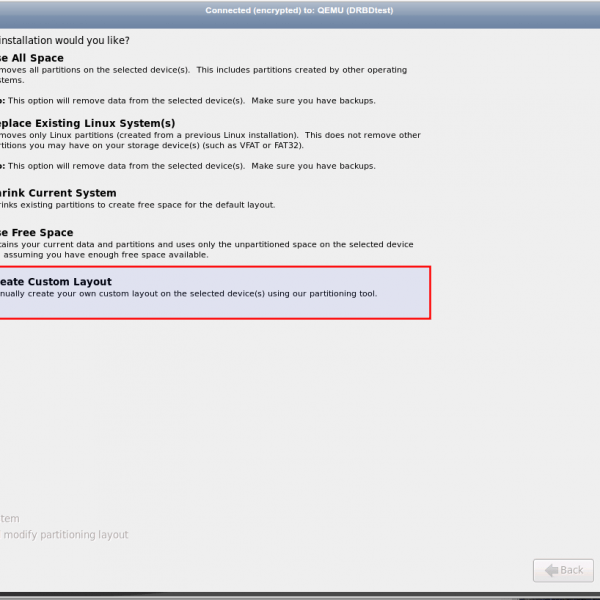 Connected (encrypted) to: QEMU (DRBDtest)
installation would you like?
se All Space
moves all partitions on the selected device(s).  This includes partitions created by other operating
stems.
p: This option will remove data from the selected device(s).  Make sure you have backups.
eplace Existing Linux System(s)
moves only Linux partitions (created from a previous Linux installation).  This does not remove other
rtitions you may have on your storage device(s) (such as VFAT or FAT32).
p: This option will remove data from the selected device(s).  Make sure you have backups.
hrink Current System
rinks existing partitions to create free space for the default layout.
se Free Space
tains your current data and partitions and uses only the unpartitioned space on the selected device
assuming you have enough free space available.
eate Custom Layout
nually create your own custom layout on the selected device(s) using our partitioning tool.
tem
modify partitioning layout
Back